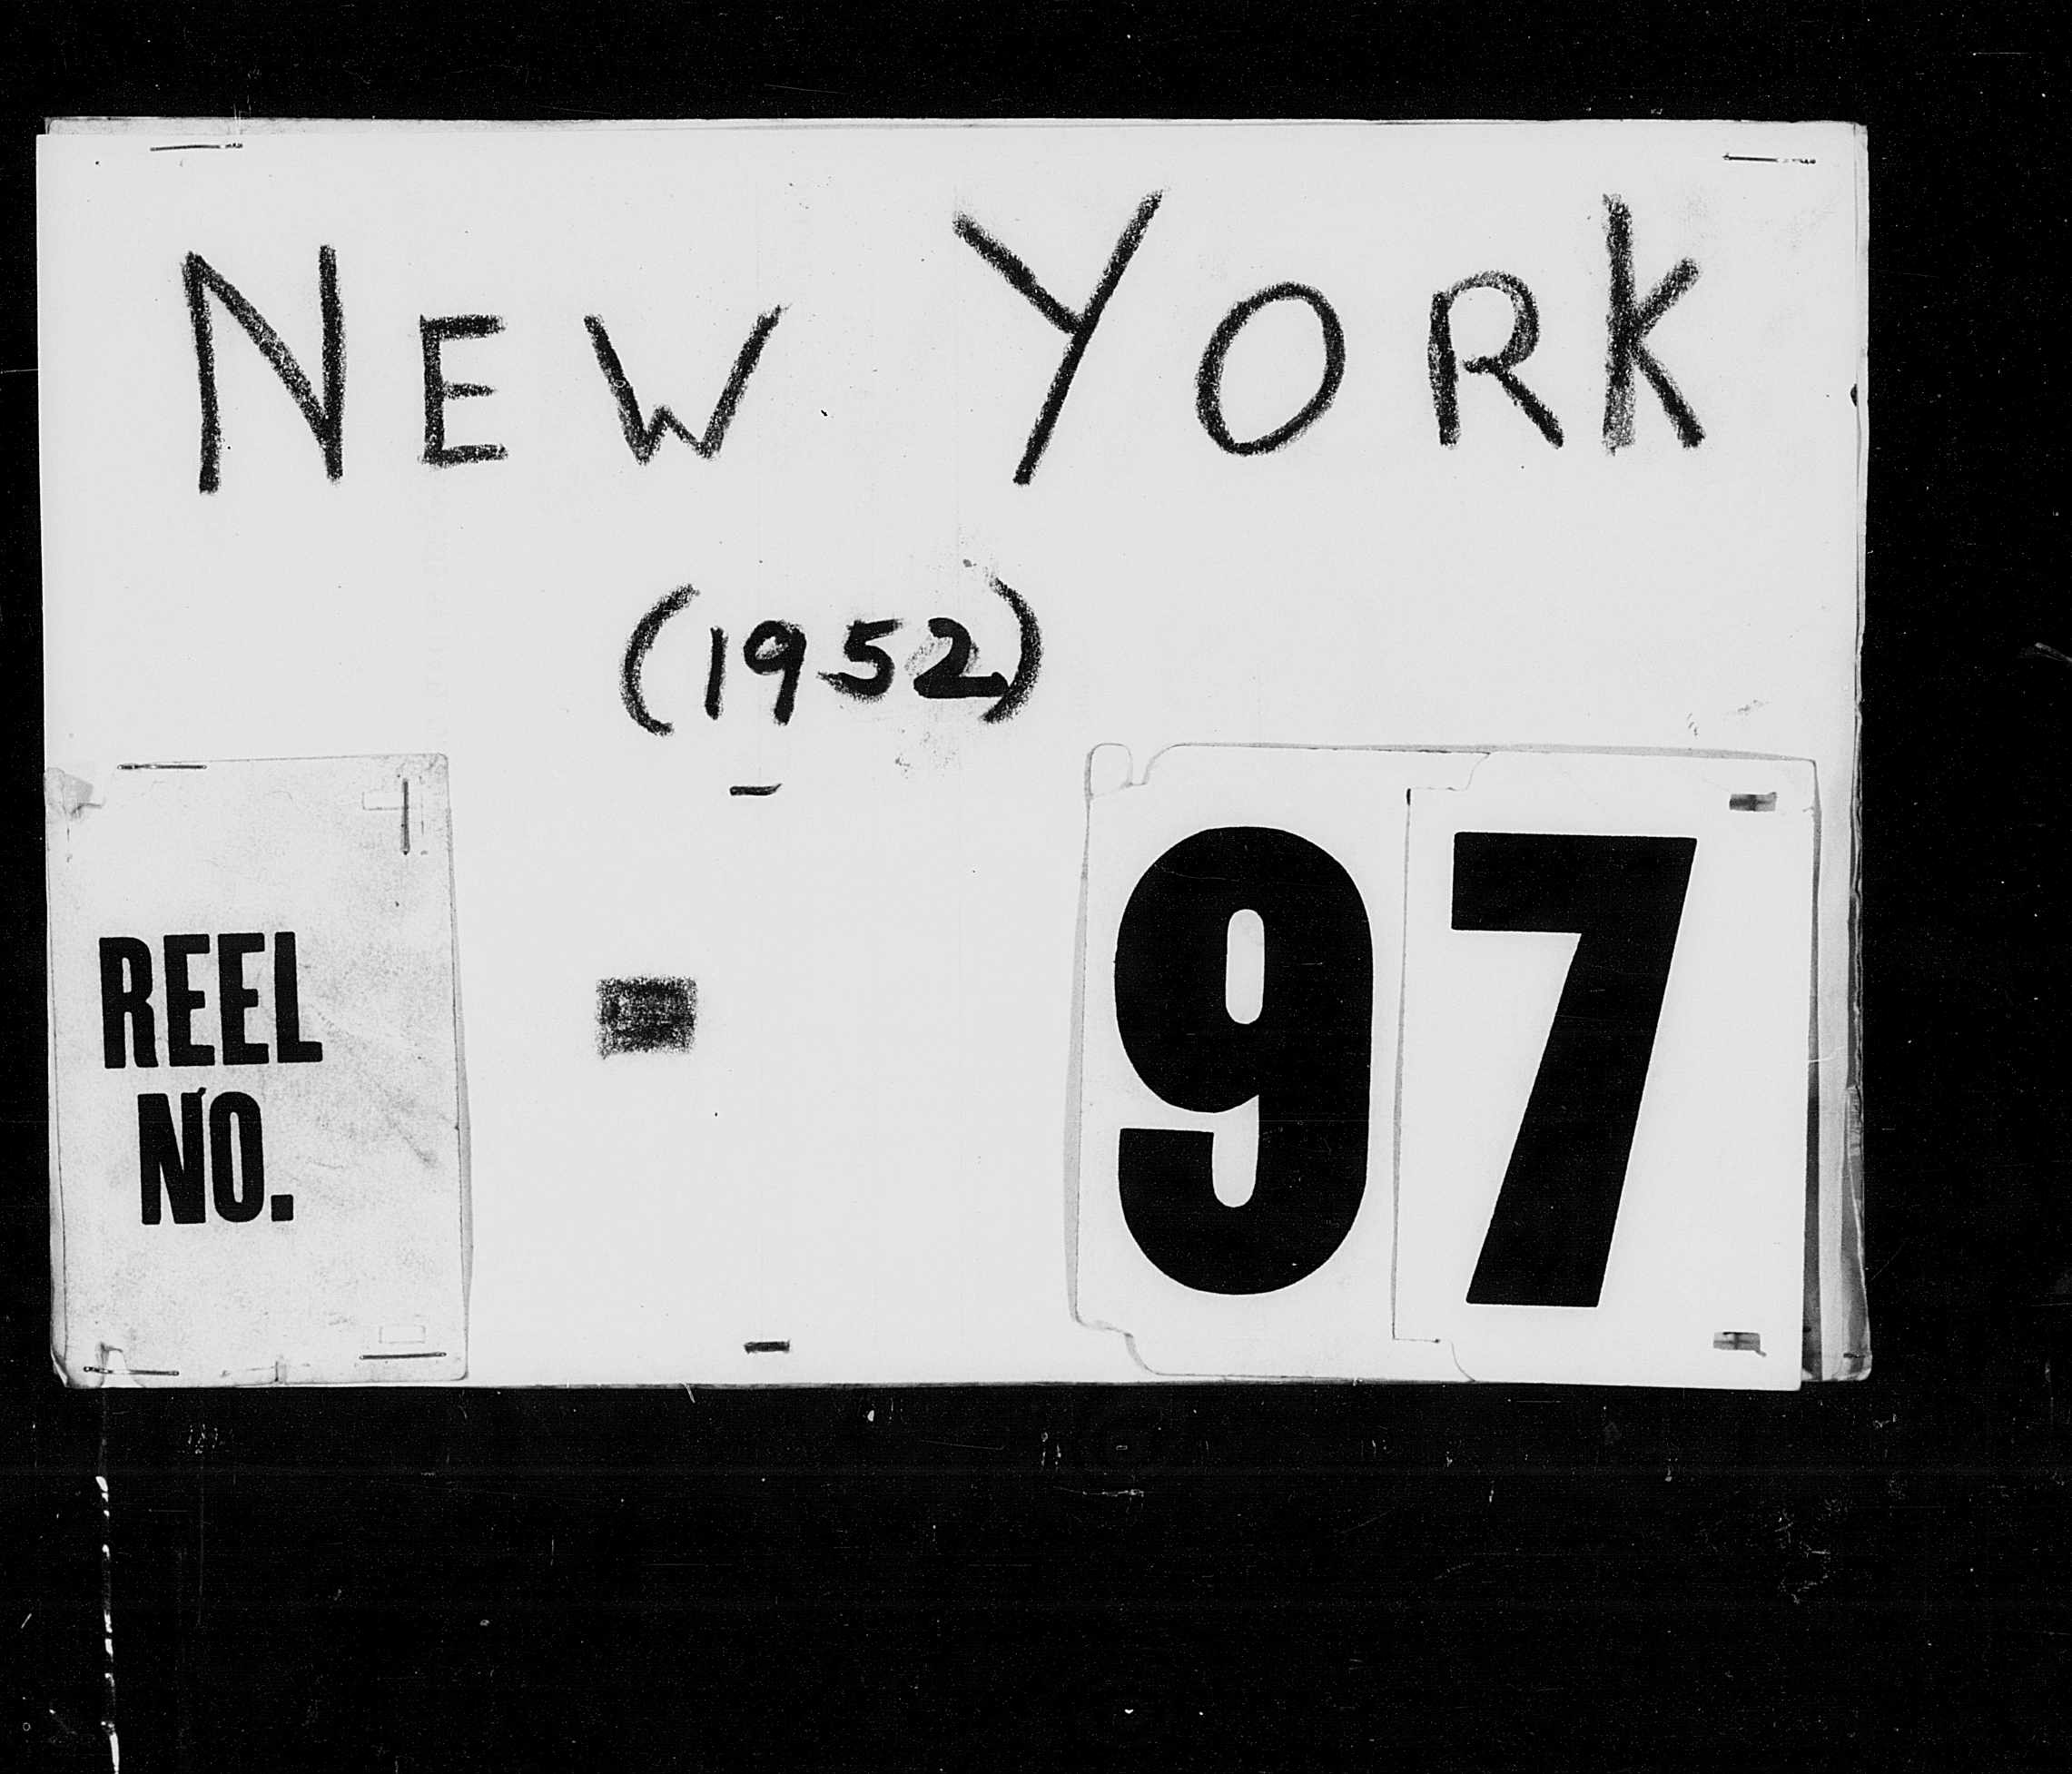 NEW YORK
(1952)
REEL
NO.
97